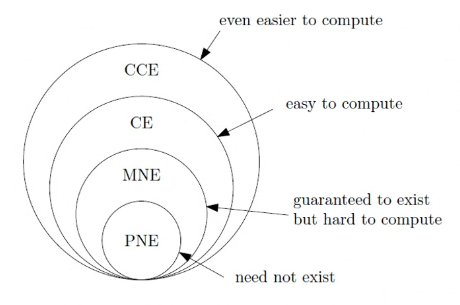 even easier to compute
CCE
easy to compute
CE
MNE
guaranteed to exist
but hard to compute
PNE
need not exist